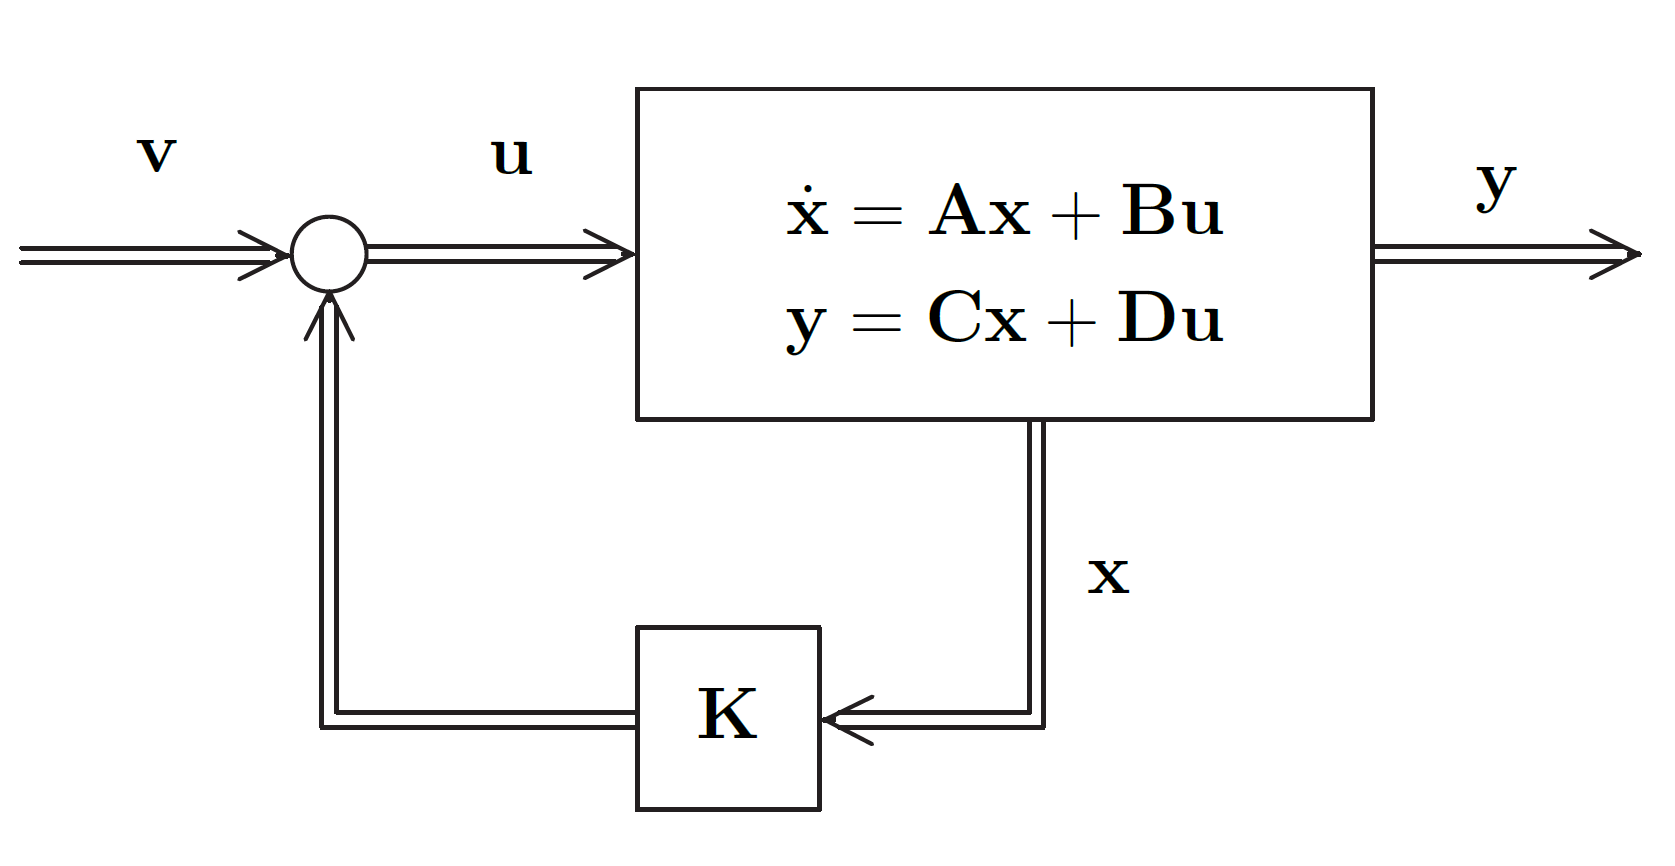 v
u
y
ẋ = Ax + Bu
y = Cx + Du
x
K